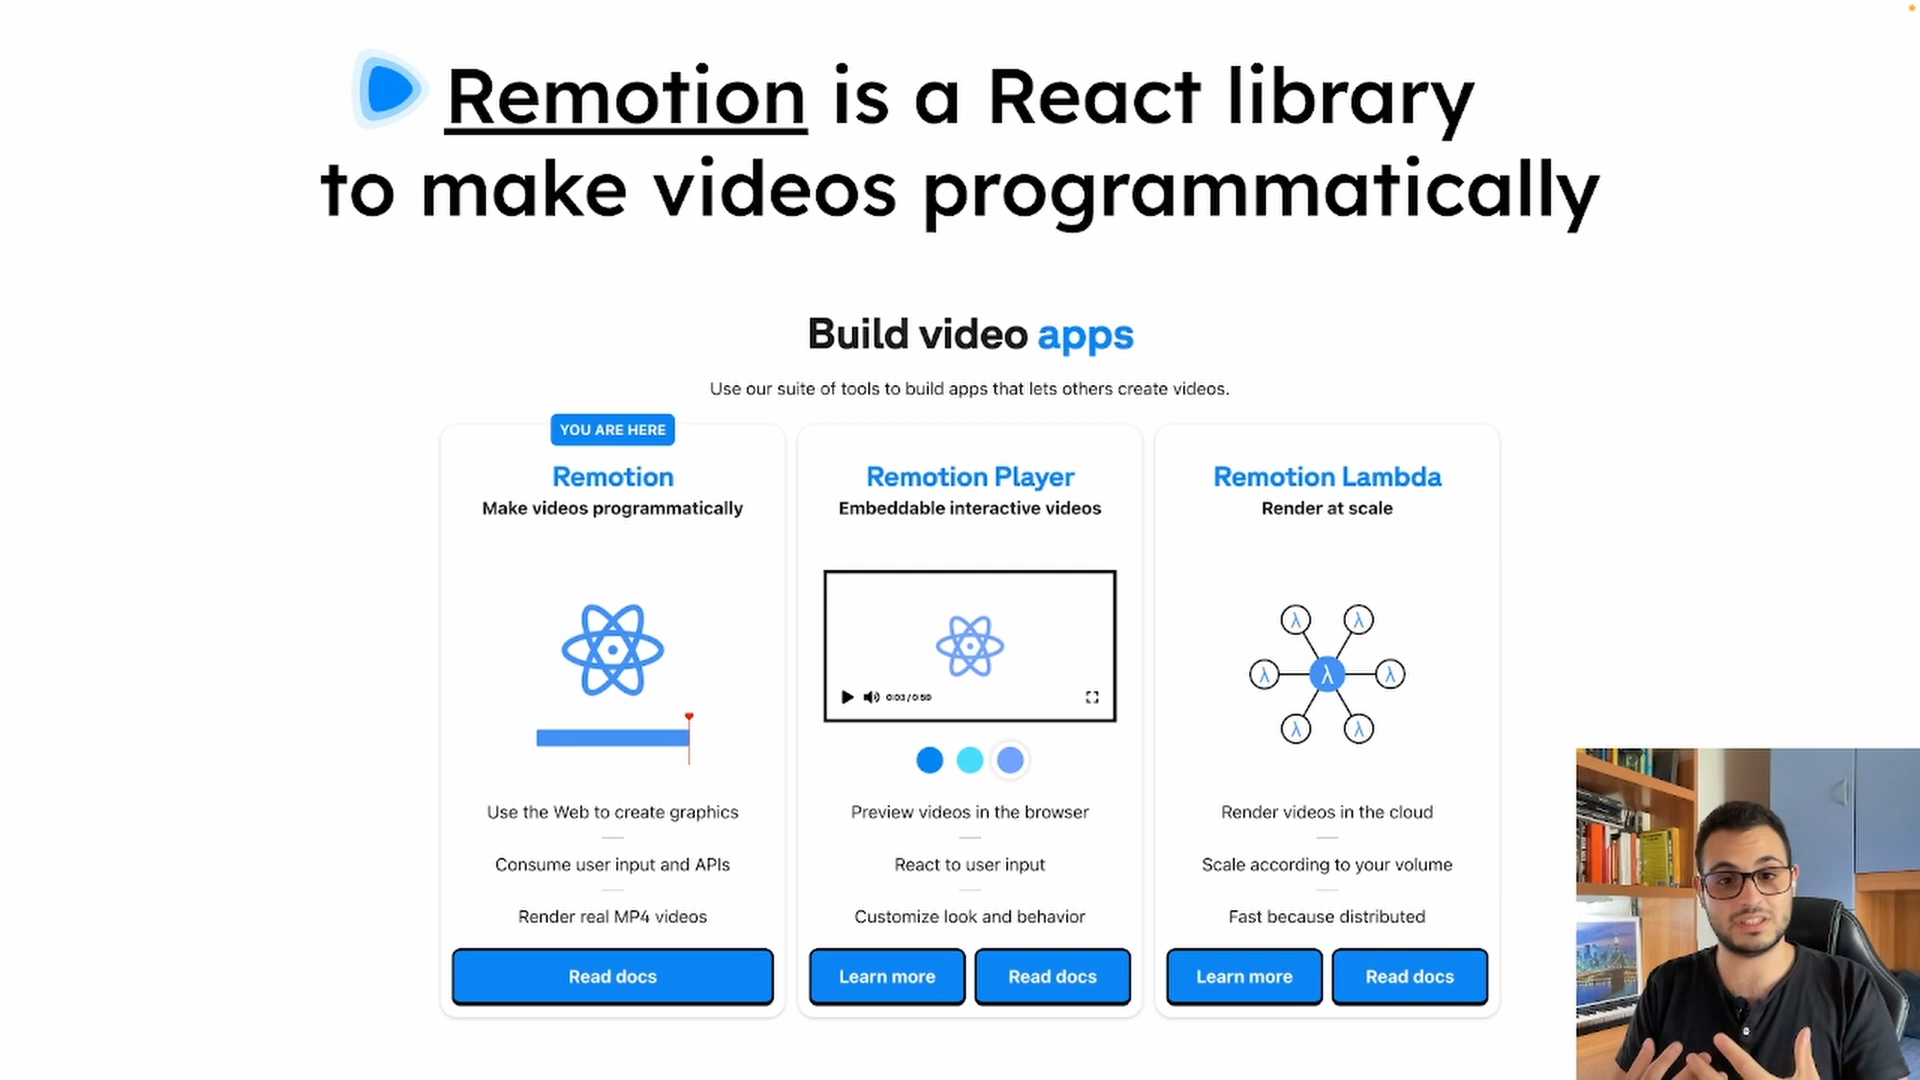 Remotion is a React library
to make videos programmatically
Build video apps
Use our suite of tools to build apps that lets others create videos.
YOU ARE HERE
Remotion
Make videos programmatically
Use the Web to create graphics
Consume user input and APIs
Render real MP4 videos
Read docs
Remotion Player
Embeddable interactive videos
0:03 / 0:59
Preview videos in the browser
React to user input
Customize look and behavior
Learn more
Read docs
Remotion Lambda
Render at scale
λ λ
λ λ λ
λ λ
Render videos in the cloud
Scale according to your volume
Fast because distributed
Learn more
Read docs